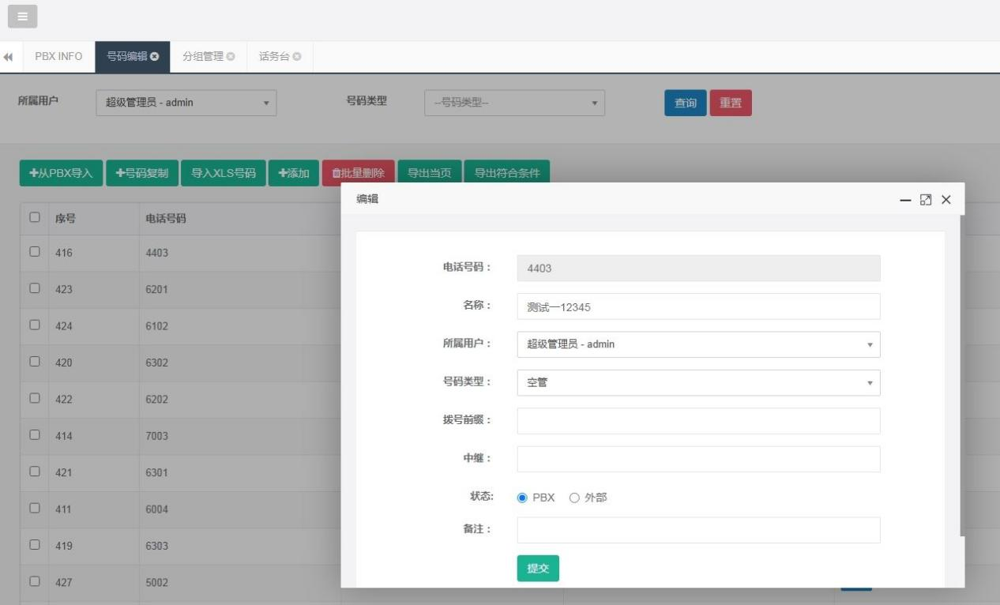 PBX INFO 号码编辑 分组管理 话务台
所属用户 超级管理员 - admin 号码类型 --号码类型-- 查询 重置
从PBX导入 号码复制 导入XLS号码 添加 批量删除 导出当页 导出符合条件
序号 电话号码
416 4403
423 6201
424 6102
420 6302
422 6202
414 7003
421 6301
411 6004
419 6303
427 5002
编辑
电话号码： 4403
名称： 测试一12345
所属用户： 超级管理员 - admin
号码类型： 空管
拨号前缀：
中继：
状态: PBX 外部
备注：
提交